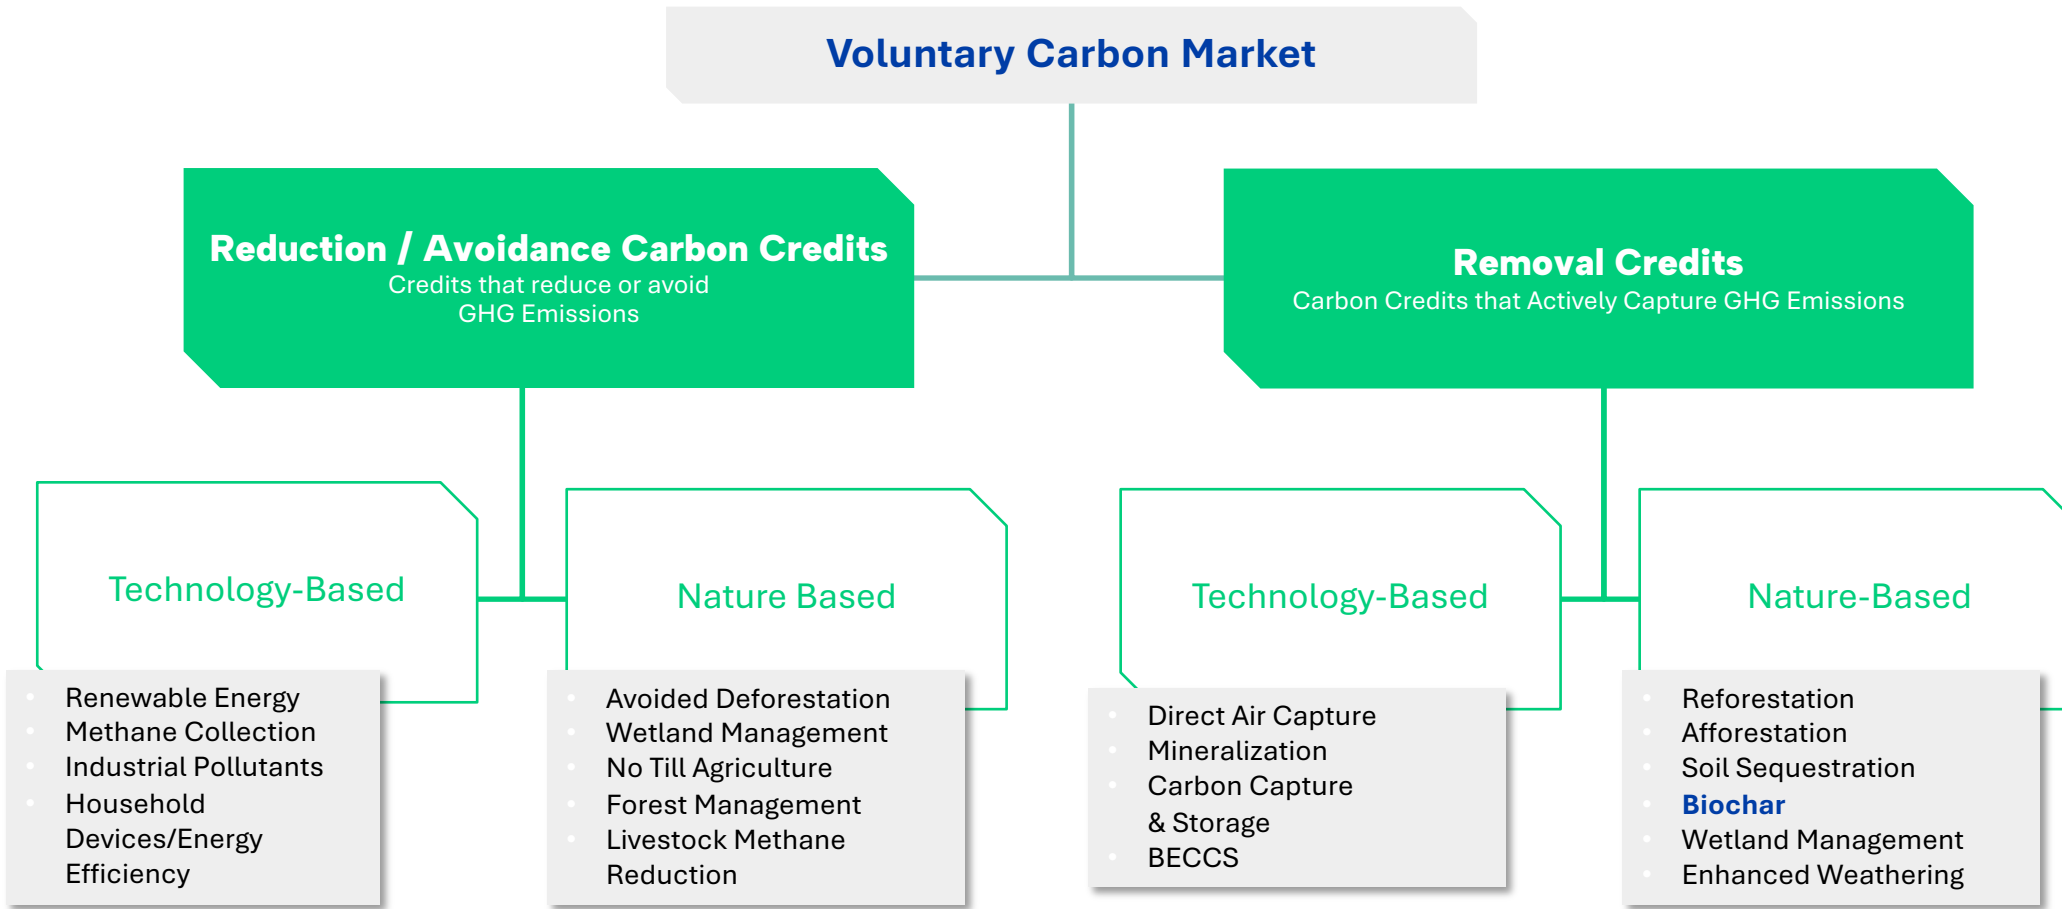 Voluntary Carbon Market
Reduction / Avoidance Carbon Credits
Credits that reduce or avoid
GHG Emissions
Removal Credits
Carbon Credits that Actively Capture GHG Emissions
Technology-Based
Renewable Energy
Methane Collection
Industrial Pollutants
Household
Devices/Energy
Efficiency
Nature Based
Avoided Deforestation
Wetland Management
No Till Agriculture
Forest Management
Livestock Methane
Reduction
Technology-Based
Direct Air Capture
Mineralization
Carbon Capture
& Storage
BECCS
Nature-Based
Reforestation
Afforestation
Soil Sequestration
Biochar
Wetland Management
Enhanced Weathering